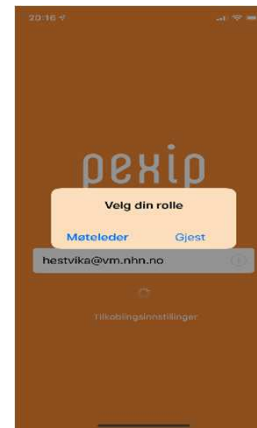 20:16
pexip
Velg din rolle
Møteleder
Gjest
hestvika@vm.nhn.no
Tilkoblingsinnstillinger